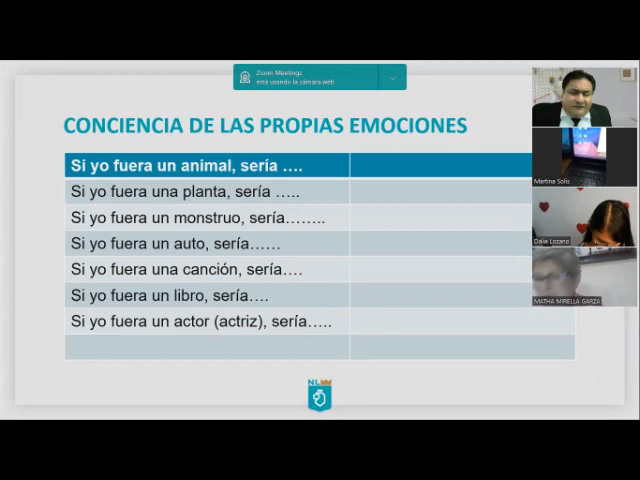 Zoom Meetings
está usando la cámara web
CONCIENCIA DE LAS PROPIAS EMOCIONES
Si yo fuera un animal, sería ….
Si yo fuera una planta, sería …..
Si yo fuera un monstruo, sería……..
Si yo fuera un auto, sería……
Si yo fuera una canción, sería….
Si yo fuera un libro, sería….
Si yo fuera un actor (actriz), sería…..
NL
Martina Solis
Dalia Lozano
MATHA MIRELLA GARZA